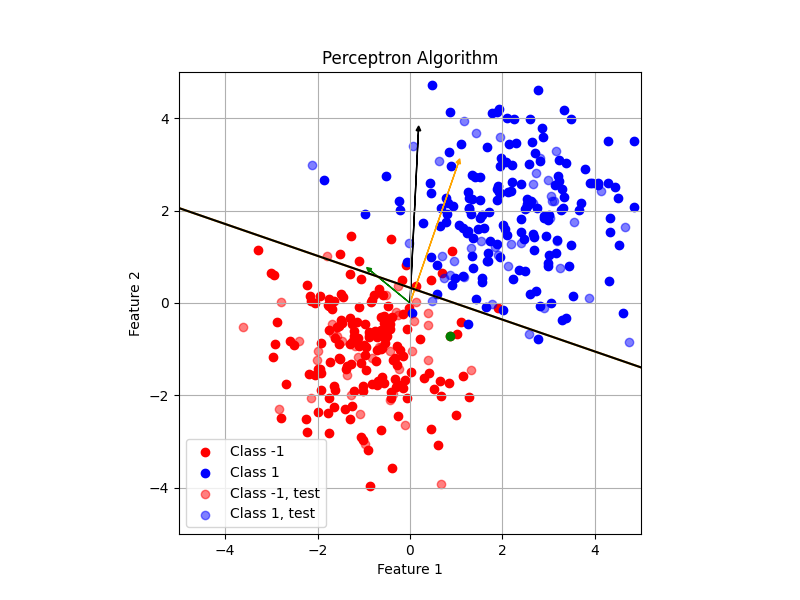 Perceptron Algorithm
Feature 2
4
2
0
−2
−4
Class -1
Class 1
Class -1, test
Class 1, test
−4 −2 0 2 4
Feature 1